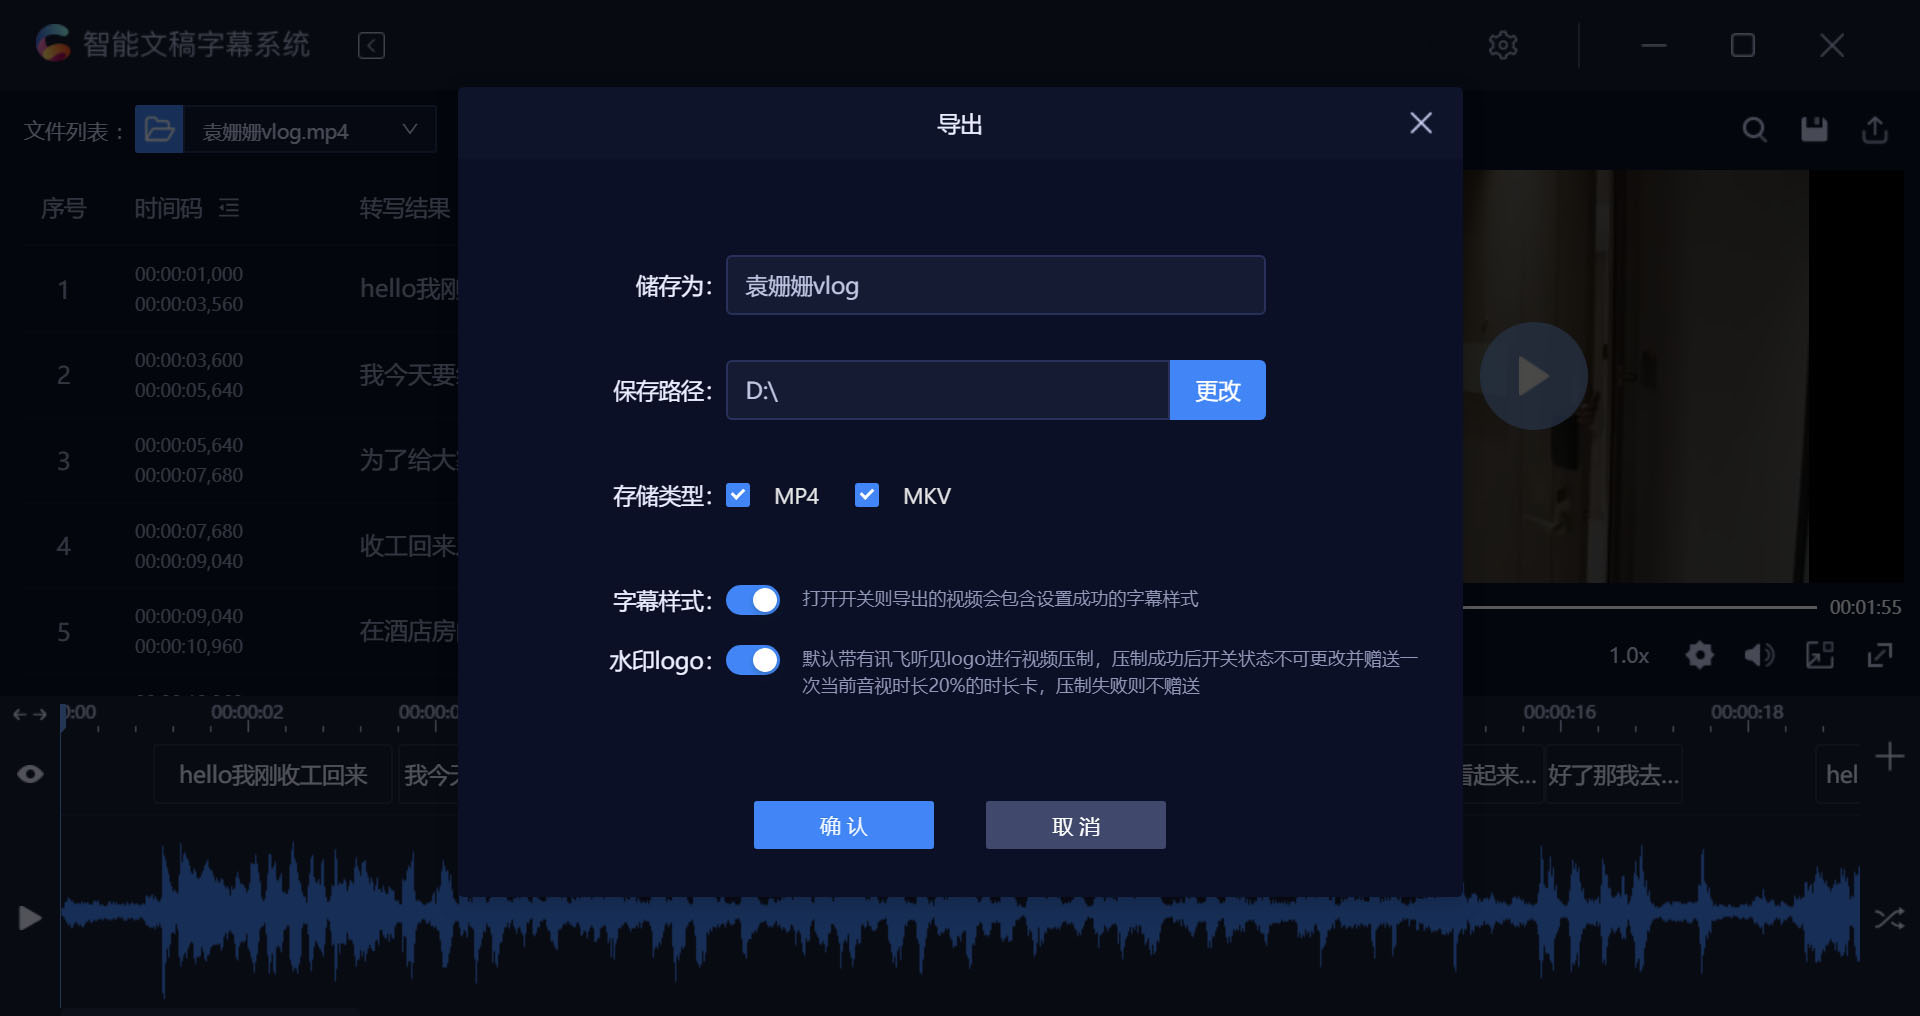 智能文稿字幕系统
文件列表：
袁姗姗vlog.mp4
序号
时间码
转写结果
1
00:00:01,000
00:00:03,560
hello我刚
2
00:00:03,600
00:00:05,640
我今天要
3
00:00:05,640
00:00:07,680
为了给大
4
00:00:07,680
00:00:09,040
收工回来
5
00:00:09,040
00:00:10,960
在酒店房
导出
储存为:
袁姗姗vlog
保存路径:
D:\
更改
存储类型:
MP4
MKV
字幕样式:
打开开关则导出的视频会包含设置成功的字幕样式
水印logo:
默认带有讯飞听见logo进行视频压制，压制成功后开关状态不可更改并赠送一
次当前音视时长20%的时长卡，压制失败则不赠送
确 认
取 消
00:01:55
1.0x
:00
00:00:02
00:00:0
00:00:16
00:00:18
hello我刚收工回来
我今天
看起来...
好了那我去...
hel